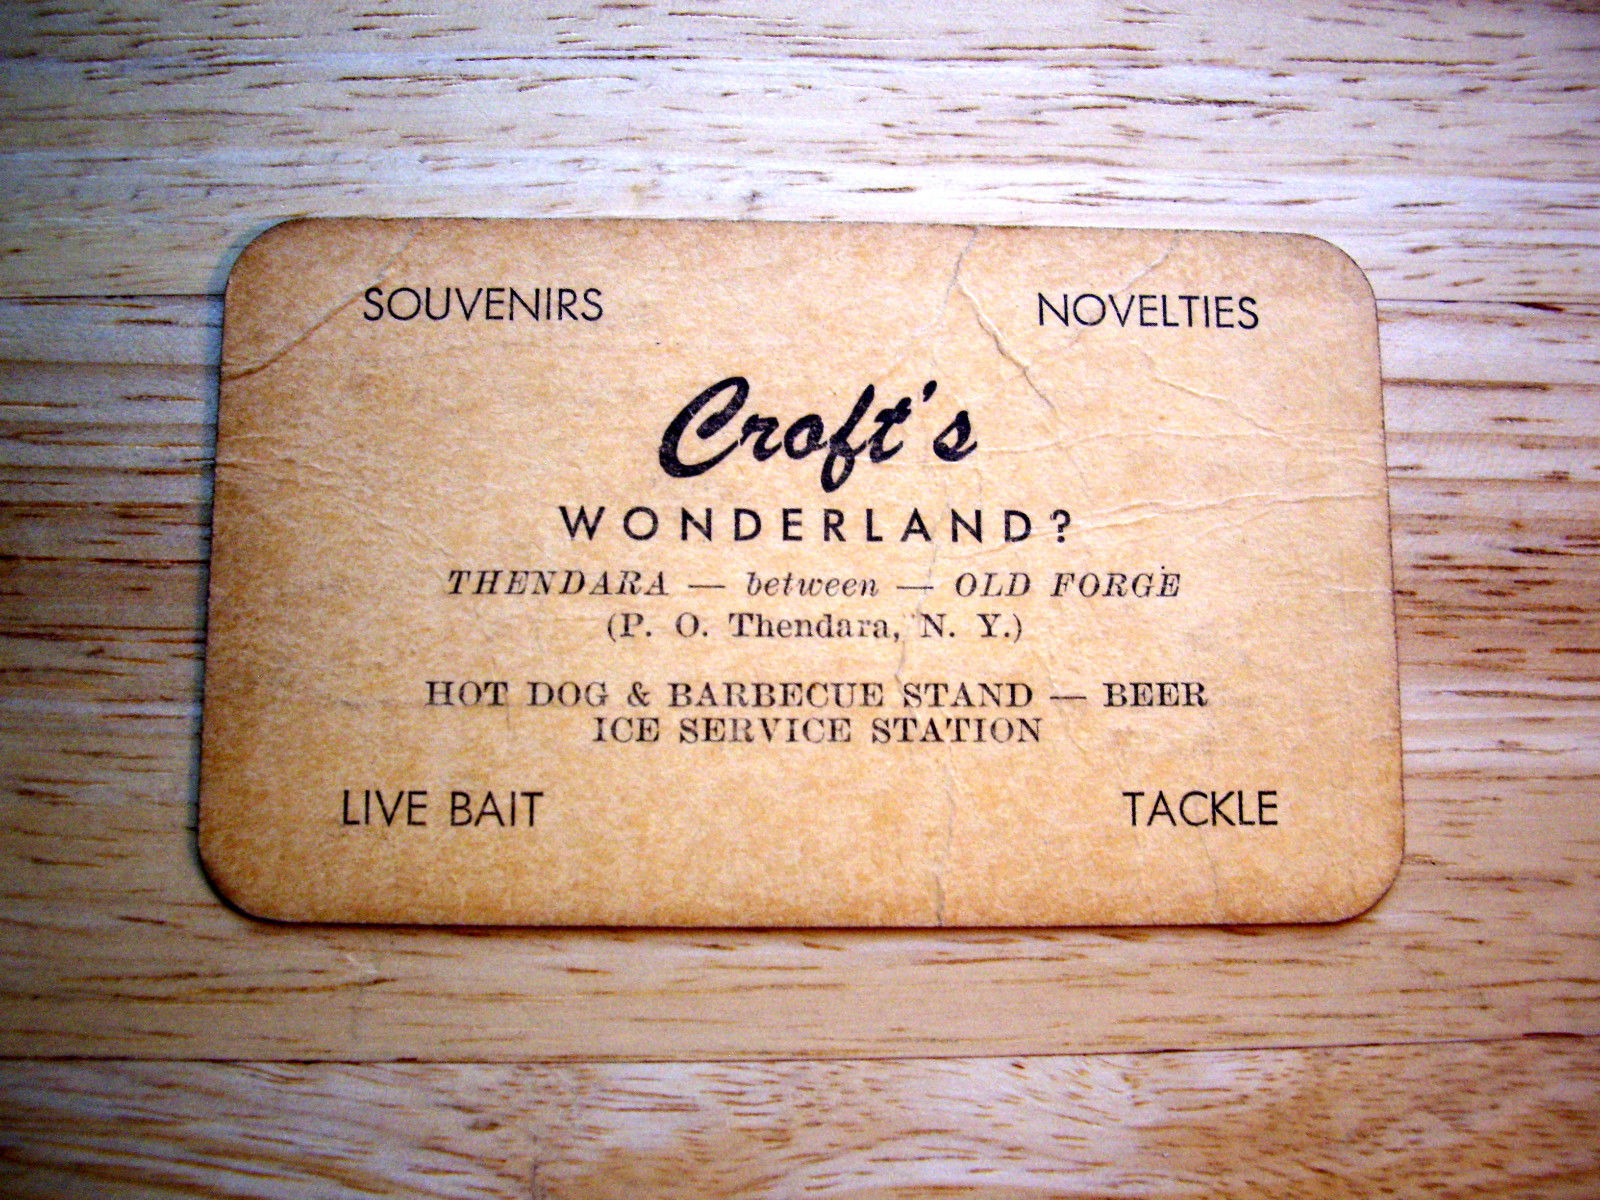 SOUVENIRS NOVELTIES
Croft's
WONDERLAND?
THENDARA — between — OLD FORGE
(P. O. Thendara, N. Y.)
HOT DOG & BARBECUE STAND — BEER
ICE SERVICE STATION
LIVE BAIT TACKLE